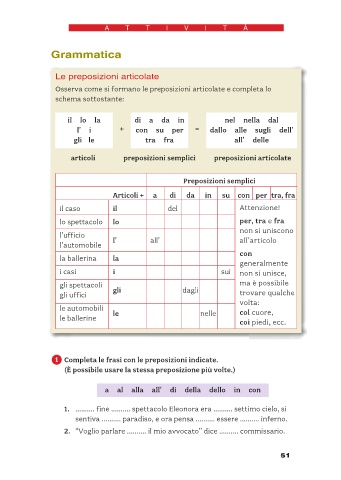 A T T I V I T À
Grammatica
Le preposizioni articolate
Osserva come si formano le preposizioni articolate e completa lo
schema sottostante:
il lo la
l' i
gli le
+
di a da in
con su per
tra fra
=
nel nella dal
dallo alle sugli dell'
all' delle
articoli preposizioni semplici preposizioni articolate
Preposizioni semplici
Articoli + a di da in su con per tra, fra
il caso il del
lo spettacolo lo
l'ufficio
l'automobile l' all'
la ballerina la
i casi i sui
gli spettacoli
gli uffici gli dagli
le automobili
le ballerine le nelle
Attenzione!
per, tra e fra
non si uniscono
all'articolo
con
generalmente
non si unisce,
ma è possibile
trovare qualche
volta:
col cuore,
coi piedi, ecc.
1 Completa le frasi con le preposizioni indicate.
(È possibile usare la stessa preposizione più volte.)
a al alla all' di della dello in con
1. .......... fine .......... spettacolo Eleonora era .......... settimo cielo, si
sentiva .......... paradiso, e ora pensa .......... essere .......... inferno.
2. "Voglio parlare .......... il mio avvocato" dice .......... commissario.
51